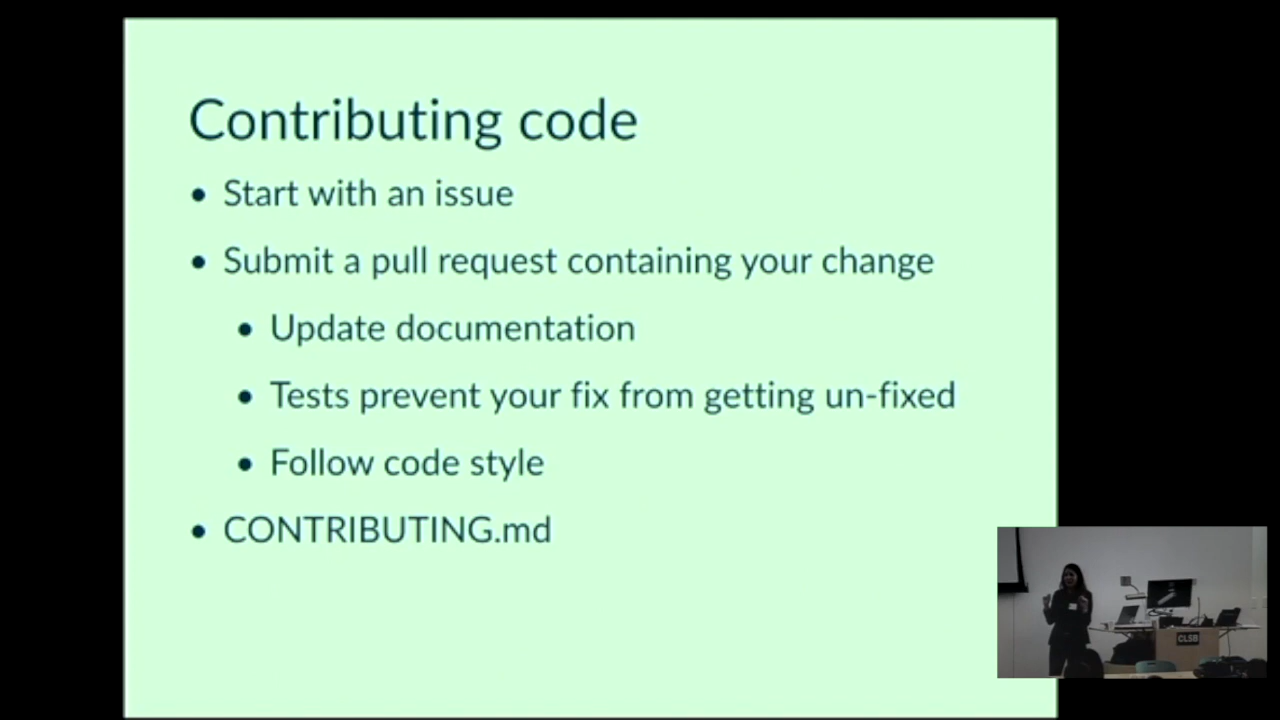 Contributing code
• Start with an issue
• Submit a pull request containing your change
• Update documentation
• Tests prevent your fix from getting un-fixed
• Follow code style
• CONTRIBUTING.md
CLSB